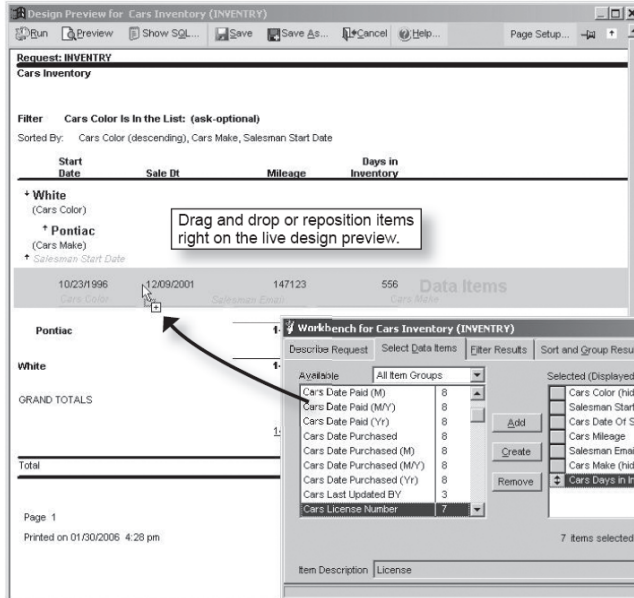 Design Preview for Cars Inventory (INVENTRY)
Run Preview Show SQL... Save Save As... Cancel Help... Page Setup...
Request: INVENTRY
Cars Inventory
Filter Cars Color Is In the List: (ask-optional)
Sorted By: Cars Color (descending), Cars Make, Salesman Start Date
Start Date Sale Dt Mileage Days in Inventory
White
(Cars Color)
Pontiac
(Cars Make)
Salesman Start Date
Drag and drop or reposition items
right on the live design preview.
10/23/1996 12/09/2001 147123 556 Data Items
Cars Color Salesman Email Cars Make
Pontiac
White
GRAND TOTALS
Total
Page 1
Printed on 01/30/2006 4:28 pm
Workbench for Cars Inventory (INVENTRY)
Describe Request Select Data Items Filter Results Sort and Group Resu
Available All Item Groups Selected (Displayed
Cars Date Paid (M) 8
Cars Date Paid (M/Y) 8
Cars Date Paid (Yr) 8
Cars Date Purchased 8
Cars Date Purchased (M) 8
Cars Date Purchased (M/Y) 8
Cars Date Purchased (Yr) 8
Cars Last Updated BY 3
Cars License Number 7
Add
Create
Remove
Cars Color (hid
Salesman Start
Cars Date Of S
Cars Mileage
Salesman Emai
Cars Make (hid
Cars Days in In
7 items selected
Item Description License